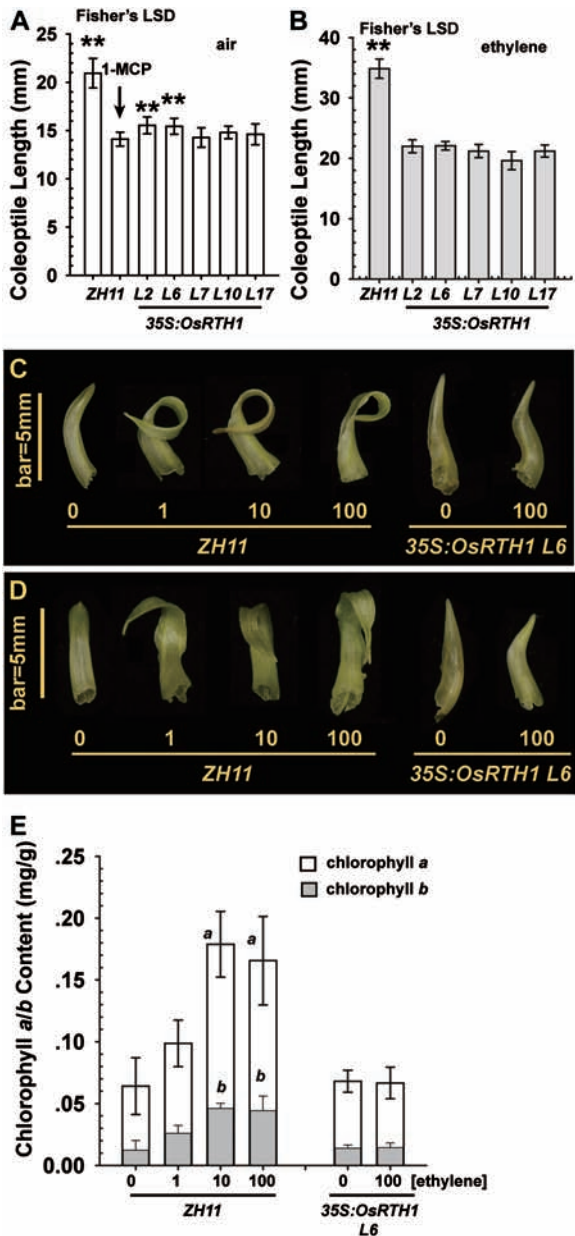 A
Fisher's LSD
air
**
1-MCP
**
**
Coleoptile Length (mm)
25
20
15
10
5
0
ZH11
L2
L6
L7
L10
L17
35S:OsRTH1
B
Fisher's LSD
ethylene
**
Coleoptile Length (mm)
40
30
20
10
0
ZH11
L2
L6
L7
L10
L17
35S:OsRTH1
C
bar=5mm
0
1
10
100
0
100
ZH11
35S:OsRTH1 L6
D
bar=5mm
0
1
10
100
0
100
ZH11
35S:OsRTH1 L6
E
Chlorophyll a/b Content (mg/g)
.25
.20
.15
.10
.05
0.00
chlorophyll a
chlorophyll b
a
a
b
b
0
1
10
100
0
100
[ethylene]
ZH11
35S:OsRTH1
L6